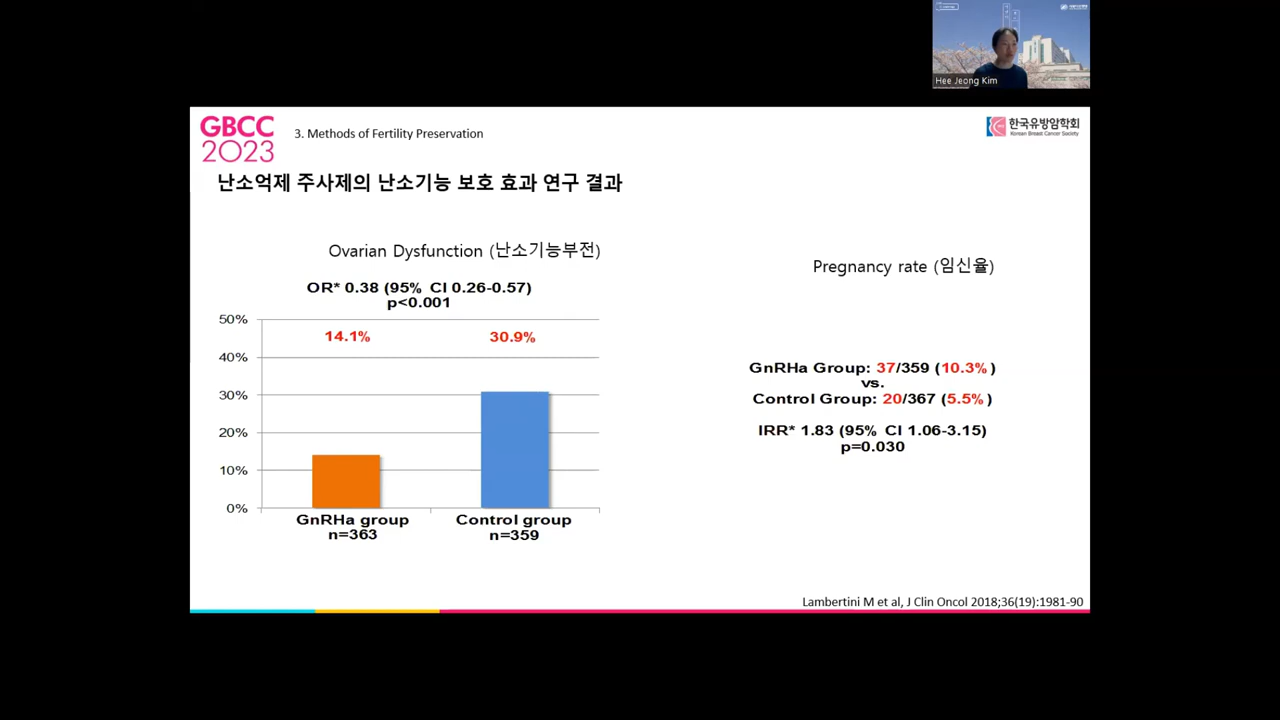 Hee Jeong Kim
GBCC
2023
3. Methods of Fertility Preservation
한국유방암학회
Korean Breast Cancer Society
난소억제 주사제의 난소기능 보호 효과 연구 결과
Ovarian Dysfunction (난소기능부전)
OR* 0.38 (95% CI 0.26-0.57)
p<0.001
50%
40%
30%
20%
10%
0%
14.1%
30.9%
GnRHa group
n=363
Control group
n=359
Pregnancy rate (임신율)
GnRHa Group: 37/359 (10.3%)
vs.
Control Group: 20/367 (5.5%)
IRR* 1.83 (95% CI 1.06-3.15)
p=0.030
Lambertini M et al, J Clin Oncol 2018;36(19):1981-90